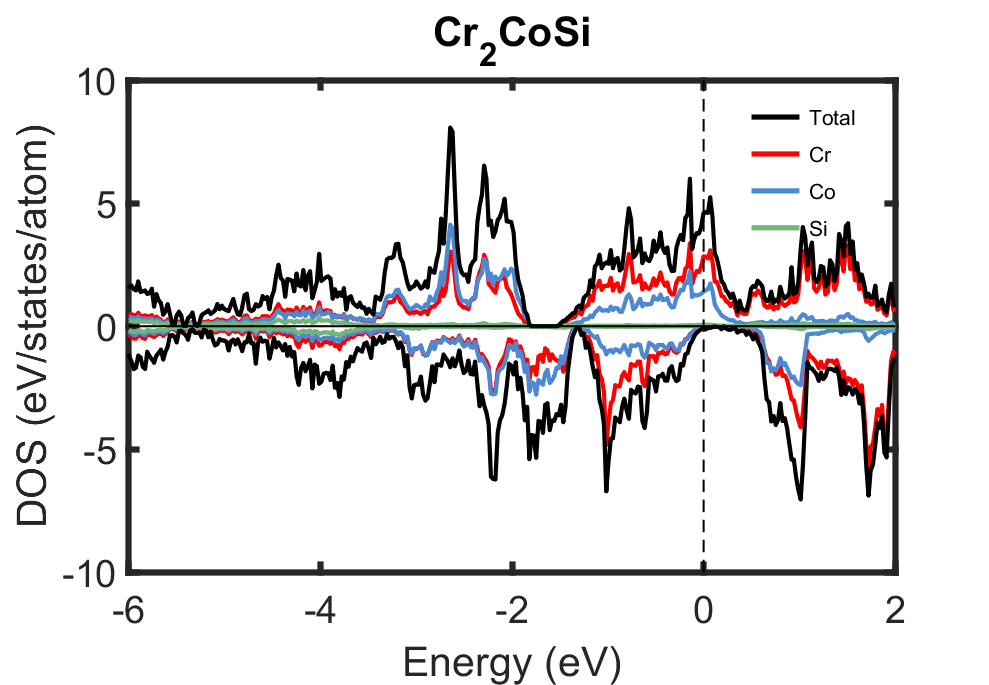 Cr2CoSi
DOS (eV/states/atom)
10
5
0
-5
-10
Total
Cr
Co
Si
-6 -4 -2 0 2
Energy (eV)